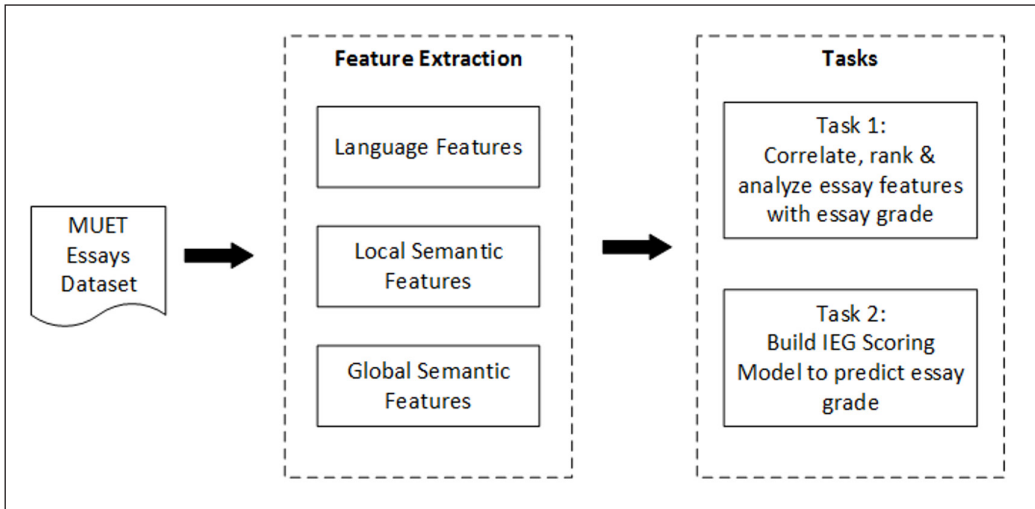 MUET
Essays
Dataset
Feature Extraction
Language Features
Local Semantic
Features
Global Semantic
Features
Tasks
Task 1:
Correlate, rank &
analyze essay features
with essay grade
Task 2:
Build IEG Scoring
Model to predict essay
grade